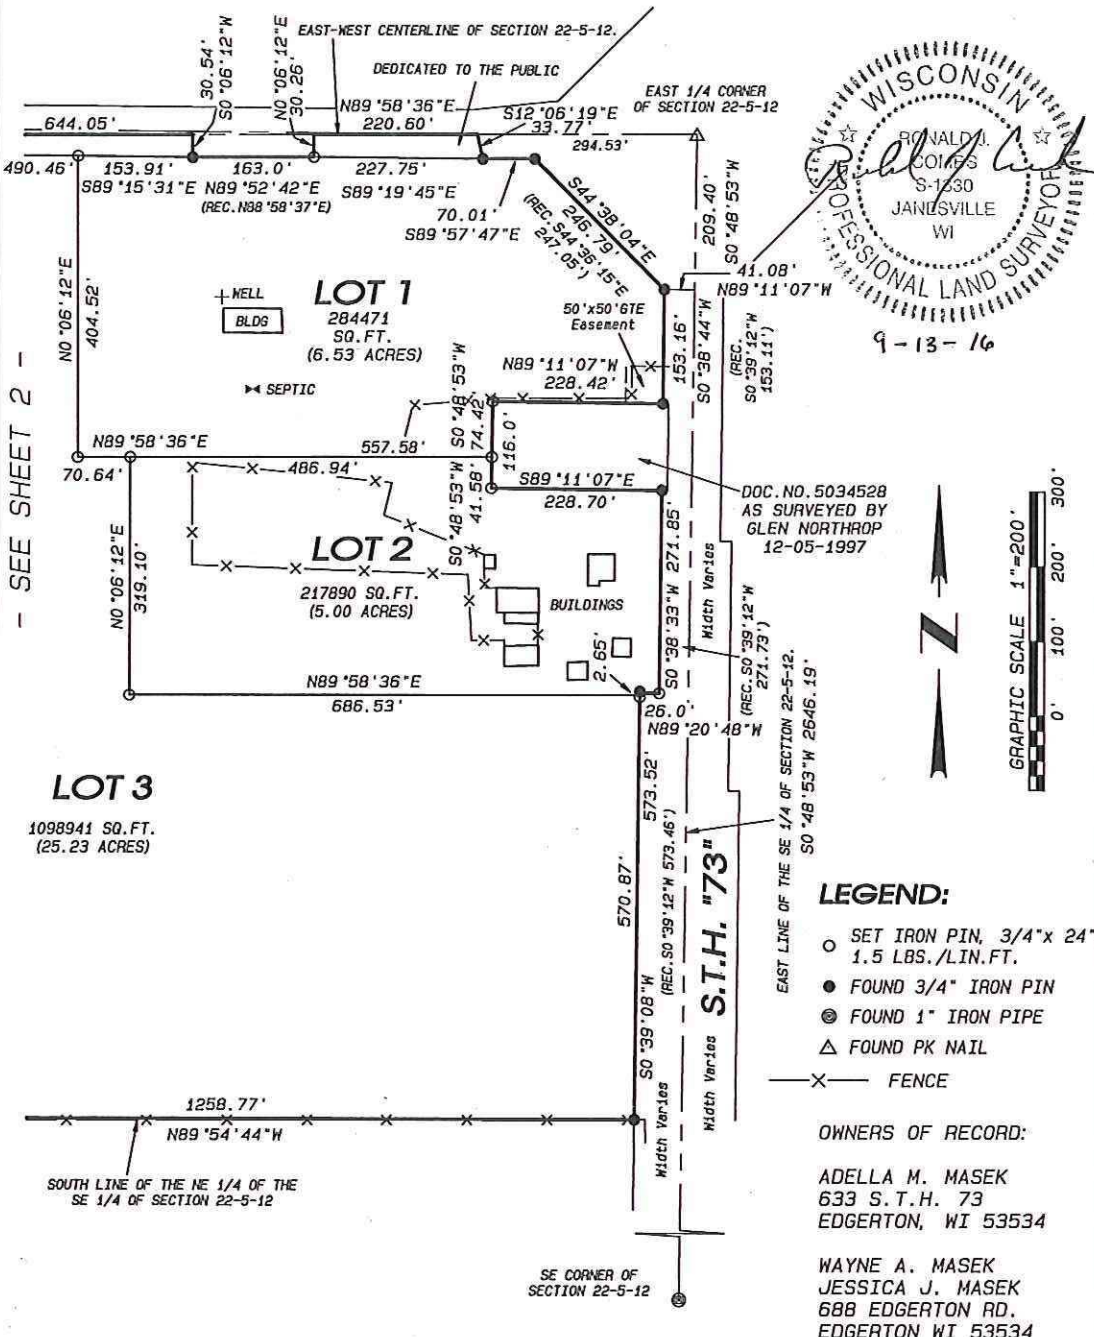 EAST-WEST CENTERLINE OF SECTION 22-5-12.
DEDICATED TO THE PUBLIC
30.54'
S0°06'12"W
N0°06'12"E
30.26'
N89°58'36"E
220.60'
S12°06'19"E
33.77'
294.53'
EAST 1/4 CORNER
OF SECTION 22-5-12
644.05'
490.46'
153.91'
S89°15'31"E
163.0'
N89°52'42"E
(REC.N88°58'37"E)
227.75'
S89°19'45"E
70.01'
S89°57'47"E
S44°38'04"E
246.79'
(REC.S44°36'15"E
247.05')
209.40'
S0°48'53"W
41.08'
N89°11'07"W
WISCONSIN
RONALD J.
COMBS
S-1330
JANESVILLE
WI
PROFESSIONAL LAND SURVEYOR
9-13-16
N0°06'12"E
404.52'
WELL
BLDG
LOT 1
284471
SQ.FT.
(6.53 ACRES)
SEPTIC
50'x50'GTE
Easement
153.16'
S0°38'44"W
(REC.
S0°39'12"W
153.11')
N89°11'07"W
228.42'
S0°48'53"W
74.42'
116.0'
- SEE SHEET 2 -
N89°58'36"E
557.58'
70.64'
486.94'
S0°48'53"W
41.58'
S89°11'07"E
228.70'
DOC.NO.5034528
AS SURVEYED BY
GLEN NORTHROP
12-05-1997
LOT 2
217890 SQ.FT.
(5.00 ACRES)
BUILDINGS
N0°06'12"E
319.10'
S0°38'33"W 271.85'
Width Varies
(REC.S0°39'12"W
271.73')
2.65'
N89°58'36"E
686.53'
26.0'
N89°20'48"W
GRAPHIC SCALE 1"=200'
0'
100'
200'
300'
N
LOT 3
1098941 SQ.FT.
(25.23 ACRES)
573.52'
570.87'
S0°39'08"W
(REC.S0°39'12"W 573.46')
S.T.H. "73"
EAST LINE OF THE SE 1/4 OF SECTION 22-5-12.
S0°48'53"W 2646.19'
Width Varies
Width Varies
LEGEND:
SET IRON PIN, 3/4"x 24"
1.5 LBS./LIN.FT.
FOUND 3/4" IRON PIN
FOUND 1" IRON PIPE
FOUND PK NAIL
FENCE
1258.77'
N89°54'44"W
SOUTH LINE OF THE NE 1/4 OF THE
SE 1/4 OF SECTION 22-5-12
SE CORNER OF
SECTION 22-5-12
OWNERS OF RECORD:
ADELLA M. MASEK
633 S.T.H. 73
EDGERTON, WI 53534
WAYNE A. MASEK
JESSICA J. MASEK
688 EDGERTON RD.
EDGERTON WI 53534